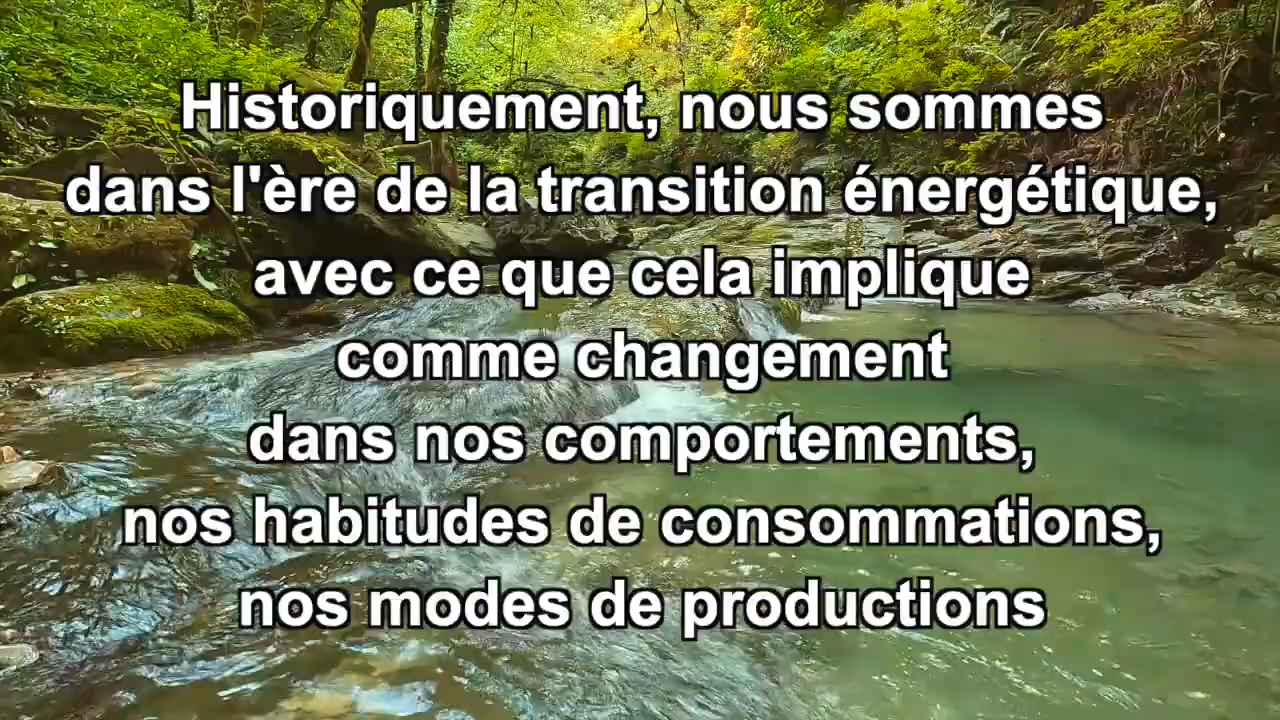 Historiquement, nous sommes
dans l'ère de la transition énergétique,
avec ce que cela implique
comme changement
dans nos comportements,
nos habitudes de consommations,
nos modes de productions